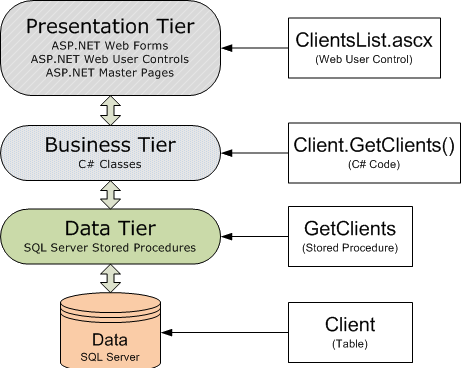 Presentation Tier
ASP.NET Web Forms
ASP.NET Web User Controls
ASP.NET Master Pages
ClientsList.ascx
(Web User Control)
Business Tier
C# Classes
Client.GetClients()
(C# Code)
Data Tier
SQL Server Stored Procedures
GetClients
(Stored Procedure)
Data
SQL Server
Client
(Table)